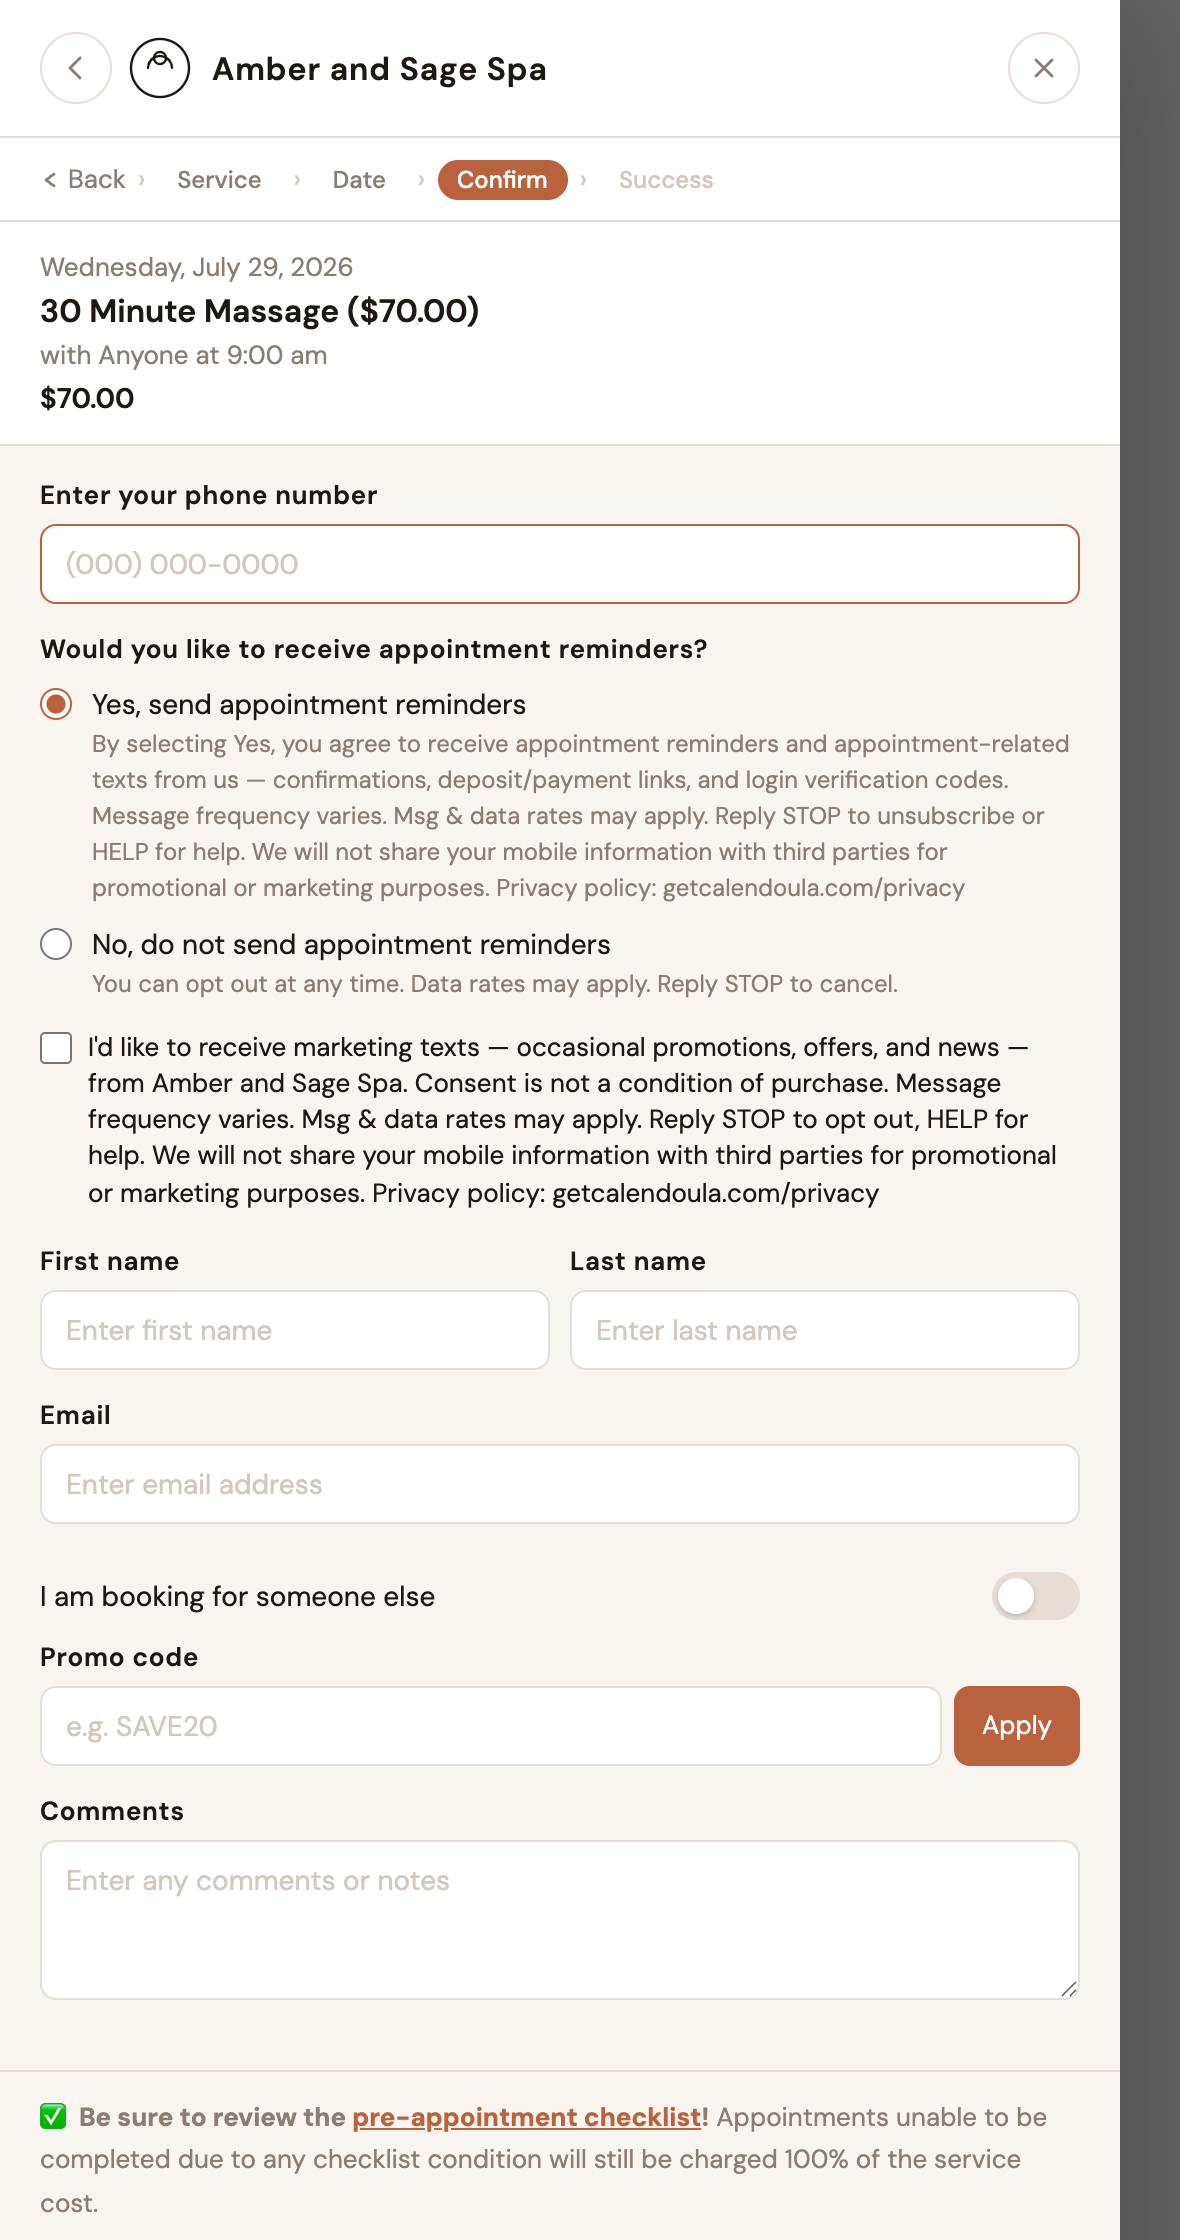 Amber and Sage Spa
< Back › Service › Date › Confirm › Success
Wednesday, July 29, 2026
30 Minute Massage ($70.00)
with Anyone at 9:00 am
$70.00
Enter your phone number
(000) 000-0000
Would you like to receive appointment reminders?
Yes, send appointment reminders
By selecting Yes, you agree to receive appointment reminders and appointment-related
texts from us — confirmations, deposit/payment links, and login verification codes.
Message frequency varies. Msg & data rates may apply. Reply STOP to unsubscribe or
HELP for help. We will not share your mobile information with third parties for
promotional or marketing purposes. Privacy policy: getcalendoula.com/privacy
No, do not send appointment reminders
You can opt out at any time. Data rates may apply. Reply STOP to cancel.
I'd like to receive marketing texts — occasional promotions, offers, and news —
from Amber and Sage Spa. Consent is not a condition of purchase. Message
frequency varies. Msg & data rates may apply. Reply STOP to opt out, HELP for
help. We will not share your mobile information with third parties for promotional
or marketing purposes. Privacy policy: getcalendoula.com/privacy
First name Last name
Enter first name Enter last name
Email
Enter email address
I am booking for someone else
Promo code
e.g. SAVE20 Apply
Comments
Enter any comments or notes
✅ Be sure to review the pre-appointment checklist! Appointments unable to be
completed due to any checklist condition will still be charged 100% of the service
cost.